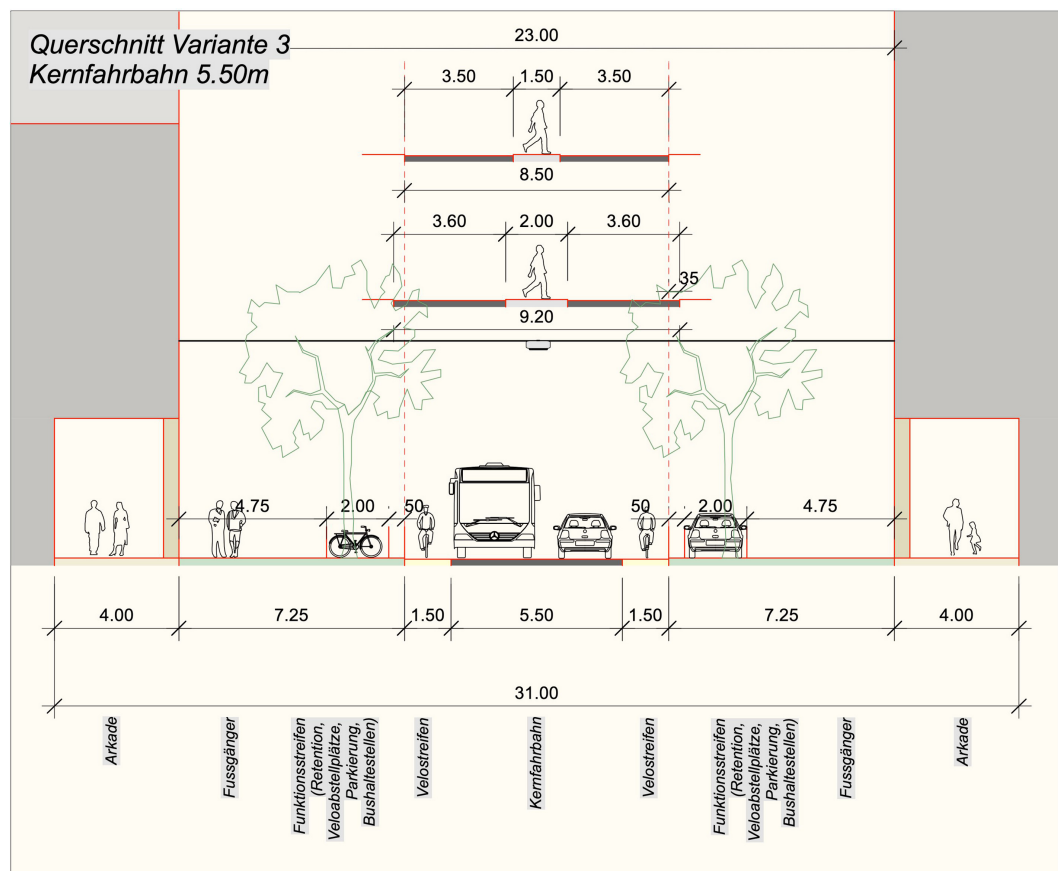 Querschnitt Variante 3
Kernfahrbahn 5.50m
23.00
3.50 1.50 3.50
8.50
3.60 2.00 3.60
35
9.20
4.75 2.00 50 50 2.00 4.75
4.00 7.25 1.50 5.50 1.50 7.25 4.00
31.00
Arkade
Fussgänger
Funktionsstreifen
(Retention,
Veloabstellplätze,
Parkierung,
Bushaltestellen)
Velostreifen
Kernfahrbahn
Velostreifen
Funktionsstreifen
(Retention,
Veloabstellplätze,
Parkierung,
Bushaltestellen)
Fussgänger
Arkade